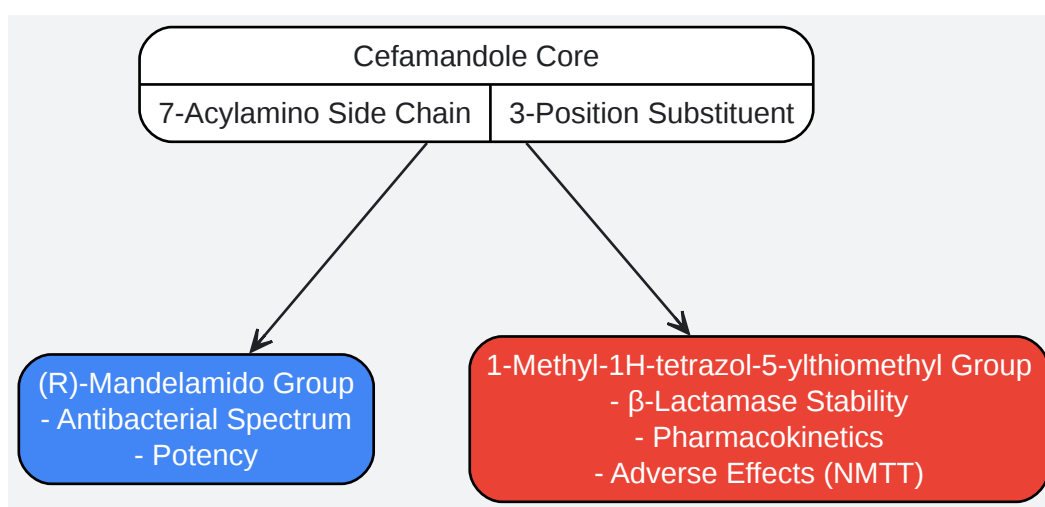 Cefamandole Core
7-Acylamino Side Chain
3-Position Substituent
(R)-Mandelamido Group
- Antibacterial Spectrum
- Potency
1-Methyl-1H-tetrazol-5-ylthiomethyl Group
- β-Lactamase Stability
- Pharmacokinetics
- Adverse Effects (NMTT)